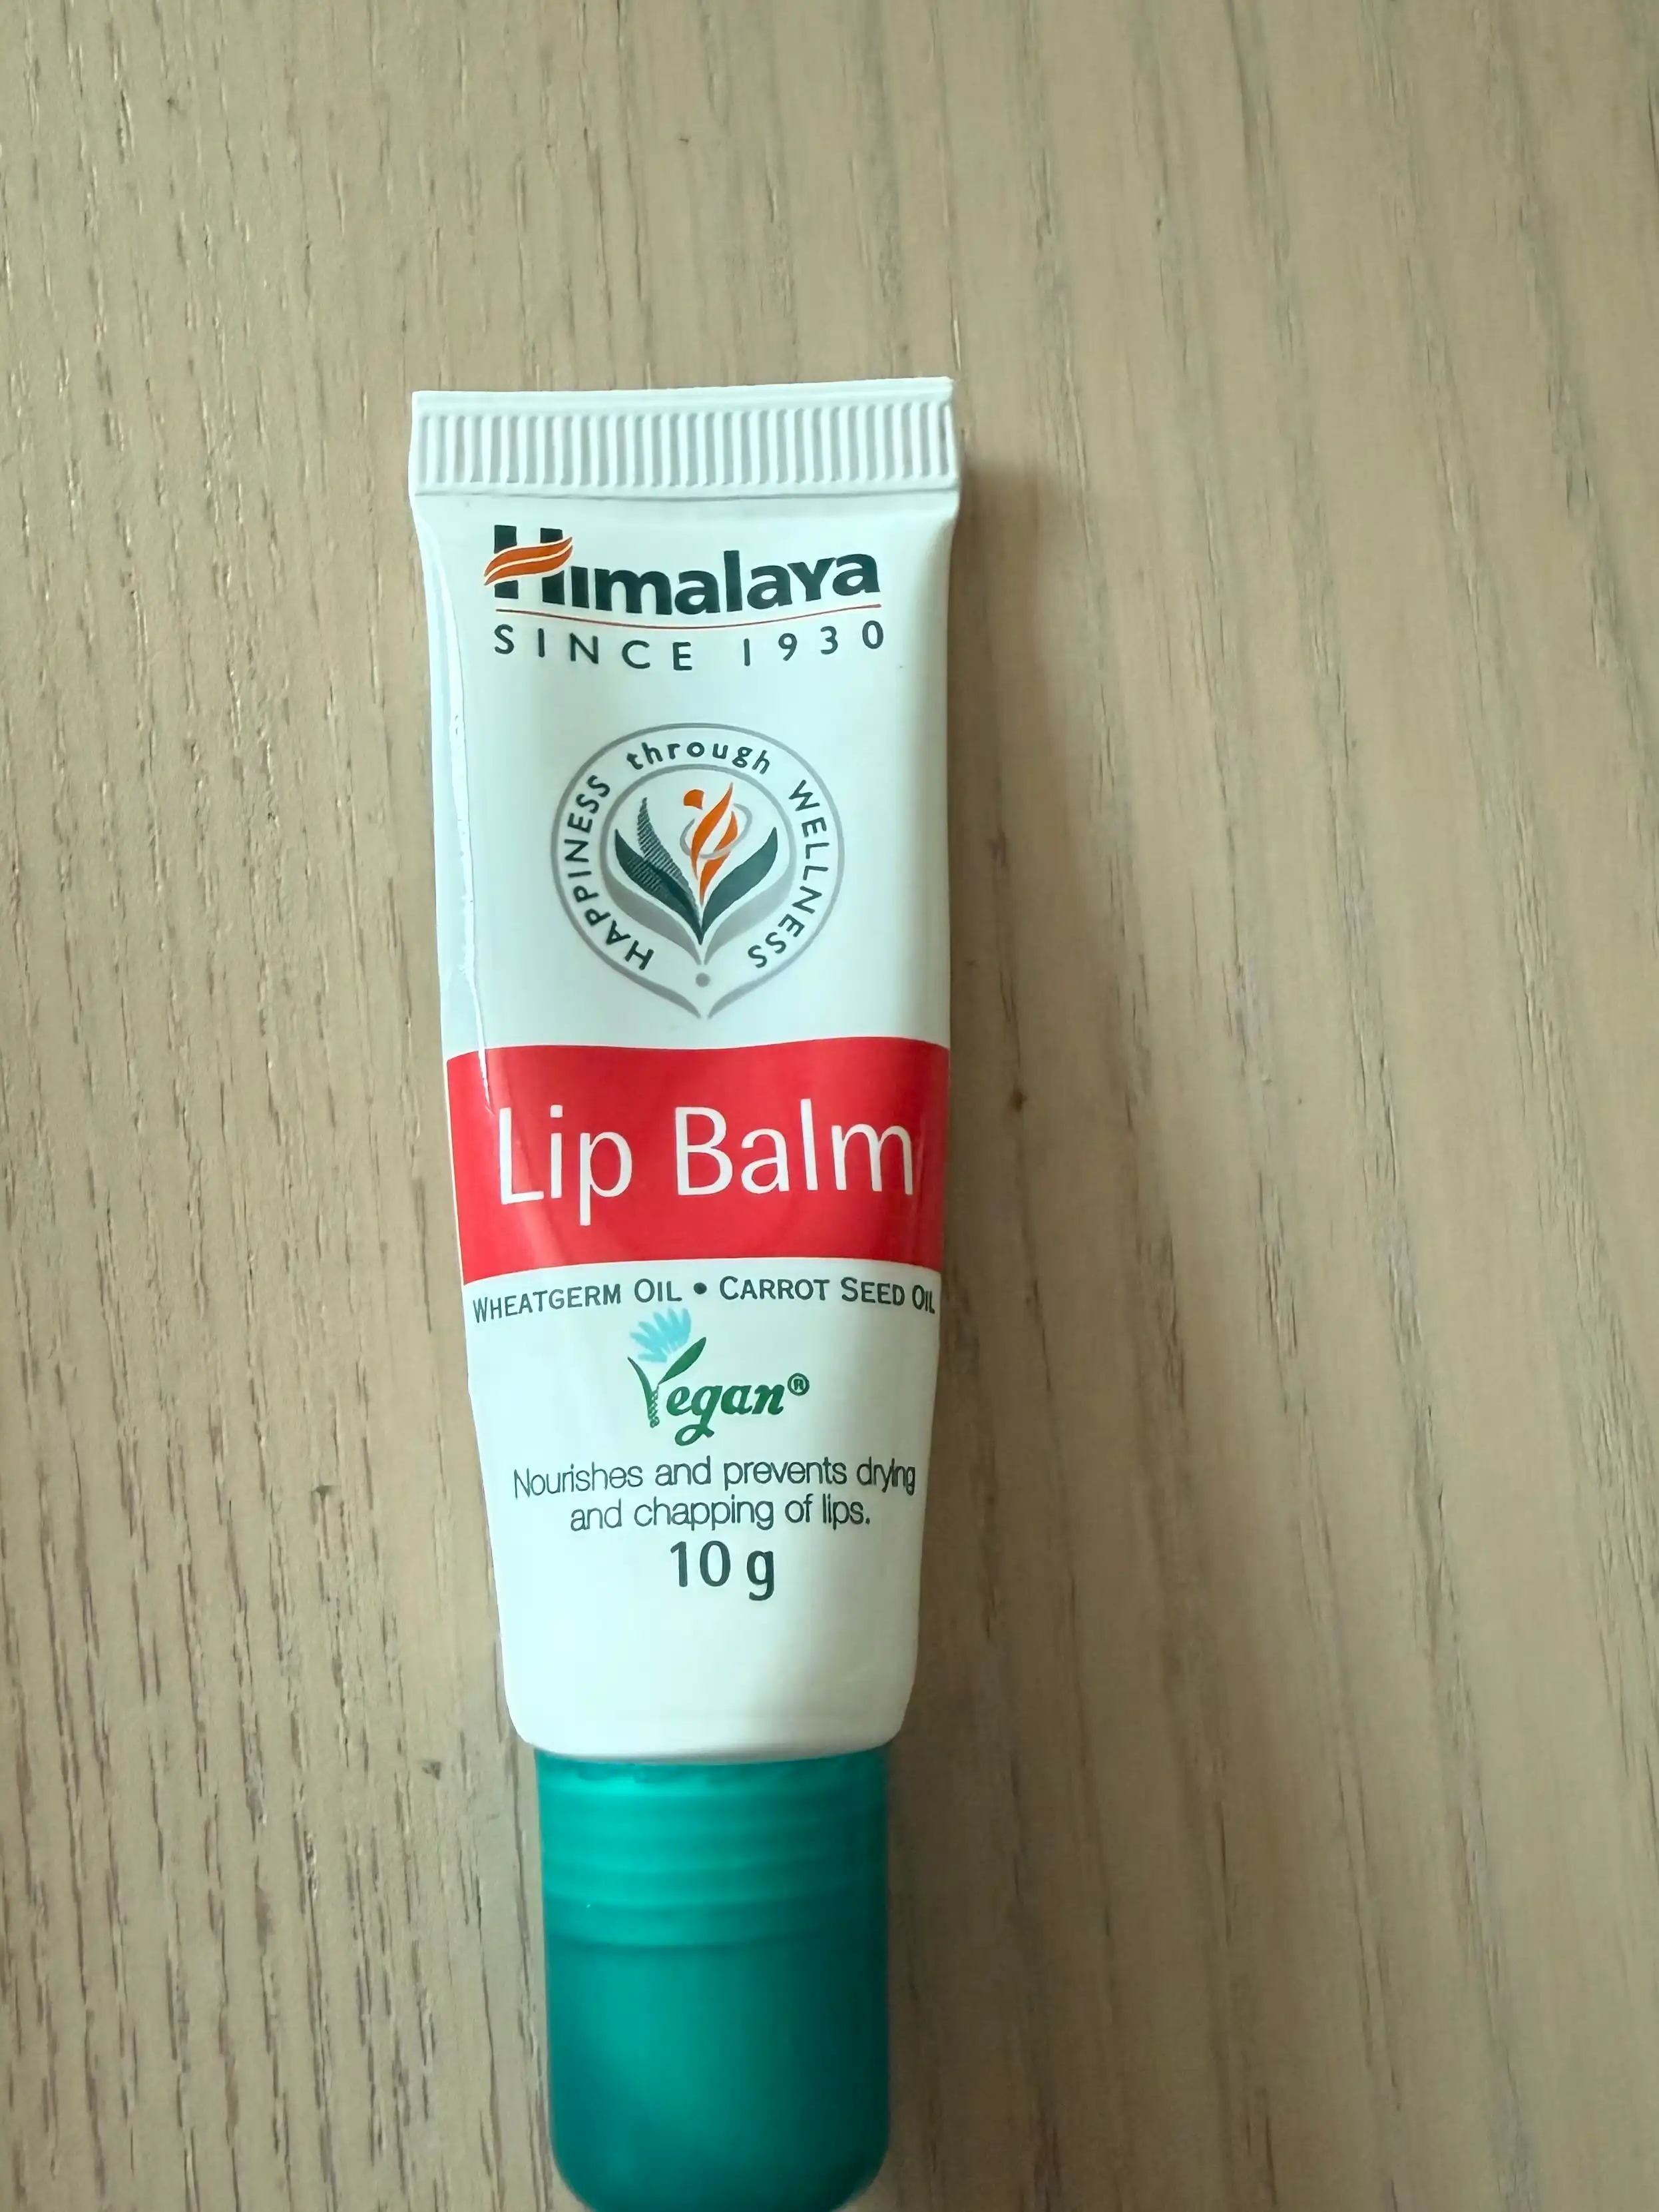 Himalaya
SINCE 1930
HAPPINESS through WELLNESS
Lip Balm
WHEATGERM OIL • CARROT SEED OIL
Vegan®
Nourishes and prevents drying
and chapping of lips.
10 g